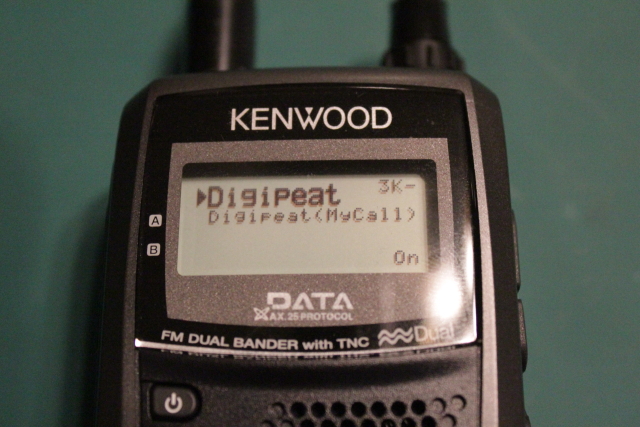 KENWOOD
▸Digipeat 3K-
Digipeat(MyCall)
A
B
On
DATA
AX.25 PROTOCOL
FM DUAL BANDER with TNC Dual